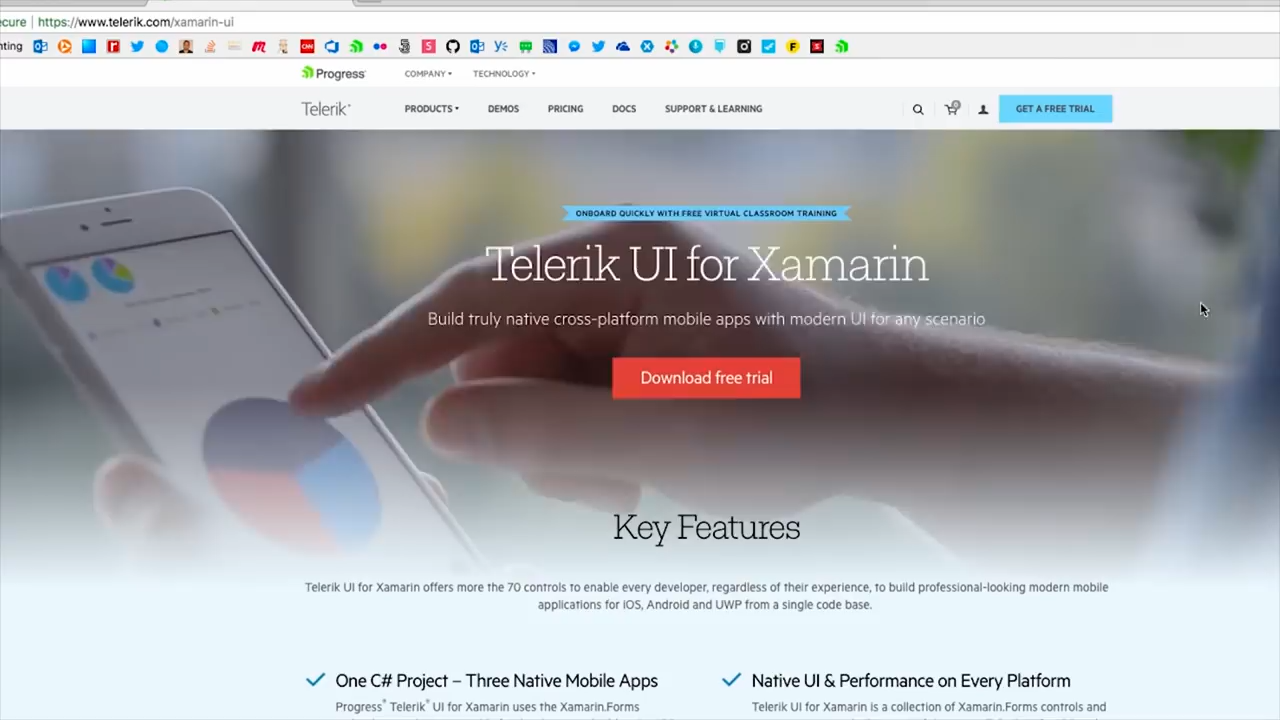 ecure https://www.telerik.com/xamarin-ui
nting
Progress
COMPANY
TECHNOLOGY
Telerik
PRODUCTS
DEMOS
PRICING
DOCS
SUPPORT & LEARNING
0
GET A FREE TRIAL
ONBOARD QUICKLY WITH FREE VIRTUAL CLASSROOM TRAINING
Telerik UI for Xamarin
Build truly native cross-platform mobile apps with modern UI for any scenario
Download free trial
Key Features
Telerik UI for Xamarin offers more the 70 controls to enable every developer, regardless of their experience, to build professional-looking modern mobile
applications for iOS, Android and UWP from a single code base.
One C# Project – Three Native Mobile Apps
Progress® Telerik® UI for Xamarin uses the Xamarin.Forms
Native UI & Performance on Every Platform
Telerik UI for Xamarin is a collection of Xamarin.Forms controls and